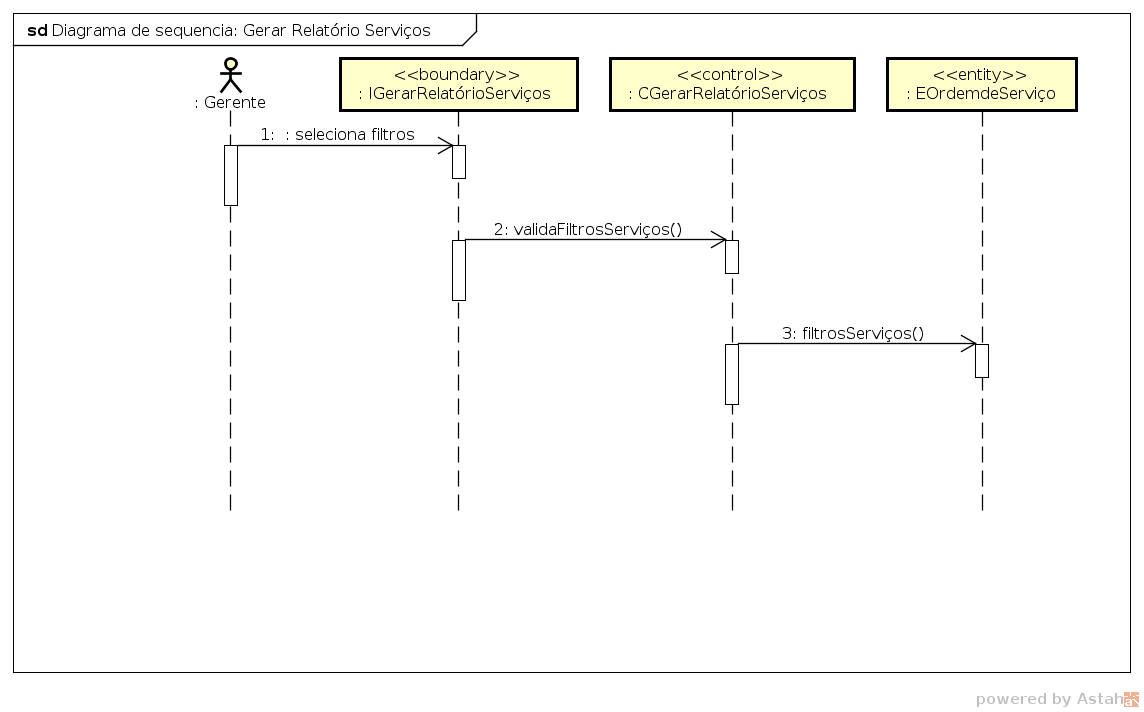 sd Diagrama de sequencia: Gerar Relatório Serviços
: Gerente
<<boundary>>
: IGerarRelatórioServiços
<<control>>
: CGerarRelatórioServiços
<<entity>>
: EOrdemdeServiço
1:  : seleciona filtros
2: validaFiltrosServiços()
3: filtrosServiços()
powered by Astah